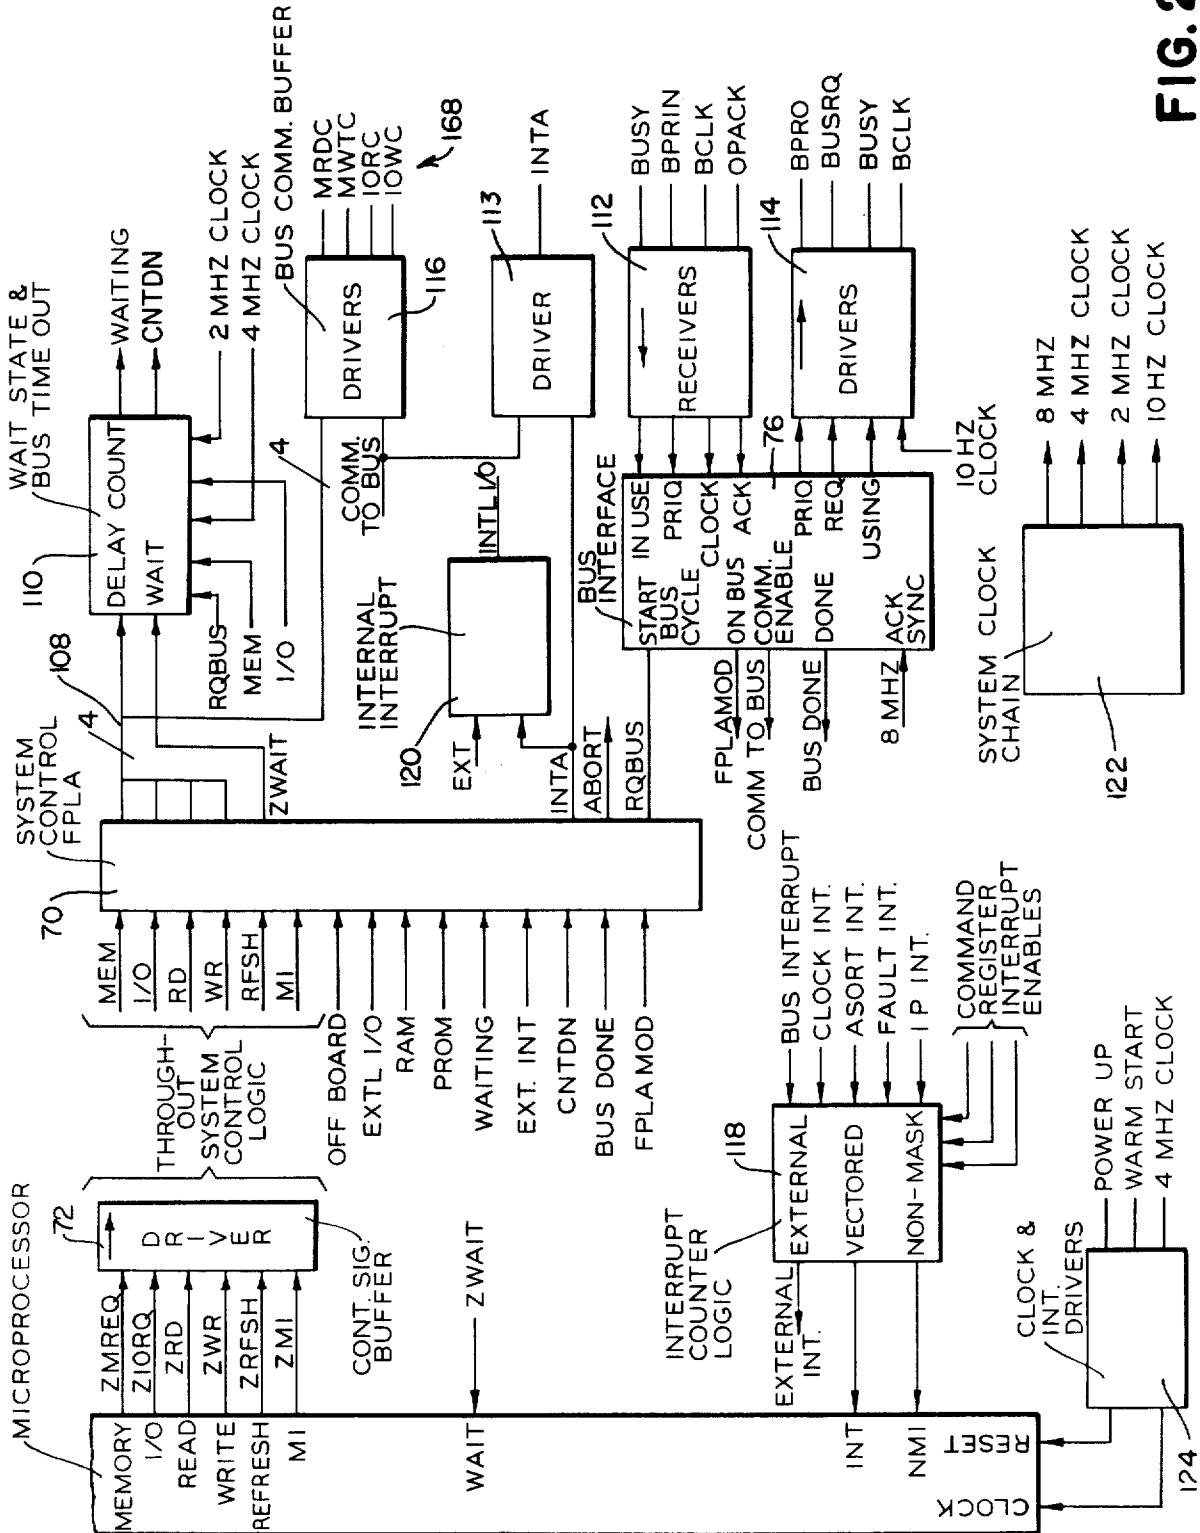 MICROPROCESSOR
MEMORY
I/O
READ
WRITE
REFRESH
MI
WAIT
INT
NMI
RESET
CLOCK
ZMREQ
ZIORQ
ZRD
ZWR
ZRFSH
ZMI
ZWAIT
72
DRIVER
CONT. SIG.
BUFFER
THROUGH-
OUT
SYSTEM
CONTROL
LOGIC
MEM
I/O
RD
WR
RFSH
MI
OFF BOARD
EXTL I/O
RAM
PROM
WAITING
EXT. INT
CNTDN
BUS DONE
FPLAMOD
70
SYSTEM
CONTROL
FPLA
108
4
ZWAIT
INTA
ABORT
RQBUS
110
WAIT STATE &
BUS TIME OUT
DELAY COUNT
WAIT
WAITING
CNTDN
RQBUS
MEM
I/O
2 MHZ CLOCK
4 MHZ CLOCK
BUS COMM. BUFFER
DRIVERS
116
MRDC
MWTC
IORC
IOWC
168
4
COMM.
TO BUS
113
DRIVER
INTA
INTERNAL
INTERRUPT
120
EXT
INTL I/O
112
RECEIVERS
BUSY
BPRIN
BCLK
OPACK
114
DRIVERS
BPRO
BUSRQ
BUSY
BCLK
10HZ
CLOCK
BUS
INTERFACE
76
START
BUS
CYCLE
ON BUS
COMM.
ENABLE
DONE
ACK
SYNC
IN USE
PRIQ
CLOCK
ACK
PRIQ
REQ
USING
FPLAMOD
COMM TO BUS
BUS DONE
8 MHZ
INTERRUPT
COUNTER
LOGIC
118
EXTERNAL
VECTORED
NON-MASK
EXTERNAL
INT.
BUS INTERRUPT
CLOCK INT.
ASORT INT.
FAULT INT.
IP INT.
COMMAND
REGISTER
INTERRUPT
ENABLES
CLOCK &
INT.
DRIVERS
124
POWER UP
WARM START
4 MHZ CLOCK
SYSTEM CLOCK
CHAIN
122
8 MHZ
4 MHZ CLOCK
2 MHZ CLOCK
10HZ CLOCK
FIG. 2